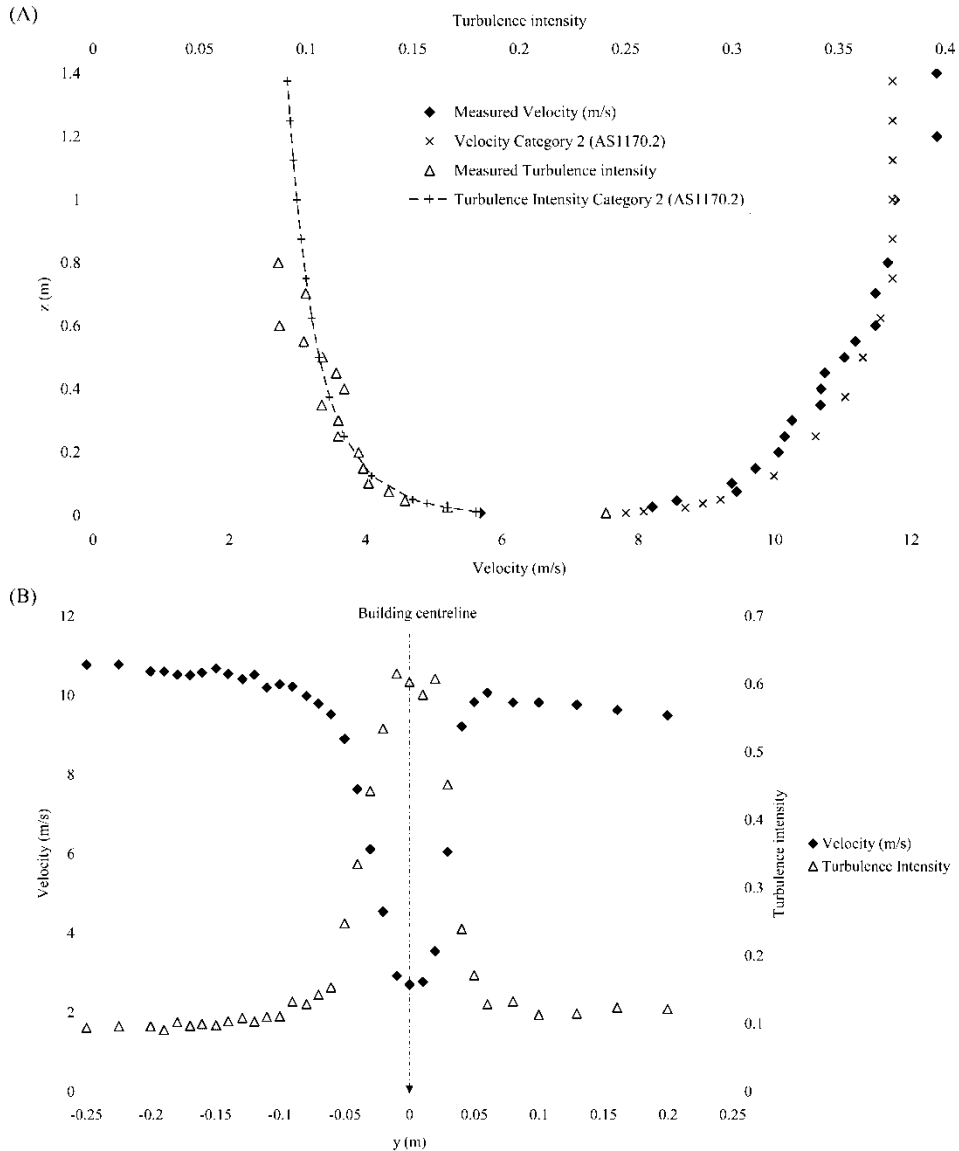 (A)
Turbulence intensity
0 0.05 0.1 0.15 0.2 0.25 0.3 0.35 0.4
1.4
1.2
1
0.8
0.6
0.4
0.2
0
z (m)
Measured Velocity (m/s)
Velocity Category 2 (AS1170.2)
Measured Turbulence intensity
Turbulence Intensity Category 2 (AS1170.2)
0 2 4 6 8 10 12
Velocity (m/s)
(B)
Building centreline
12
10
8
6
4
2
0
Velocity (m/s)
0.7
0.6
0.5
0.4
0.3
0.2
0.1
0
Turbulence intensity
Velocity (m/s)
Turbulence Intensity
-0.25 -0.2 -0.15 -0.1 -0.05 0 0.05 0.1 0.15 0.2 0.25
y (m)